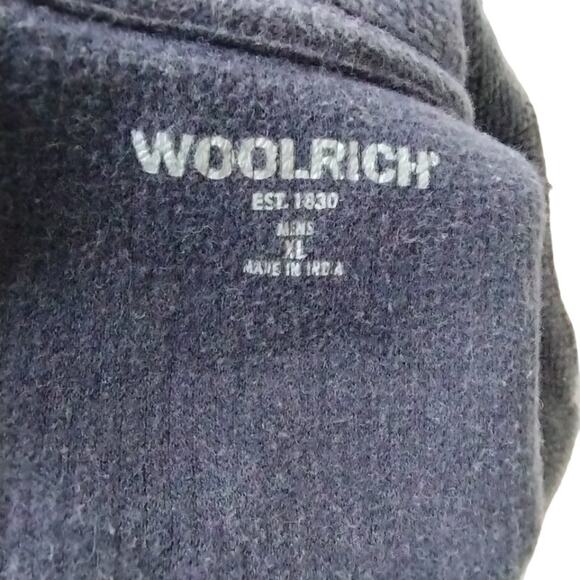 WOOLRICH®
EST. 1830
MENS
XL
MADE IN INDIA